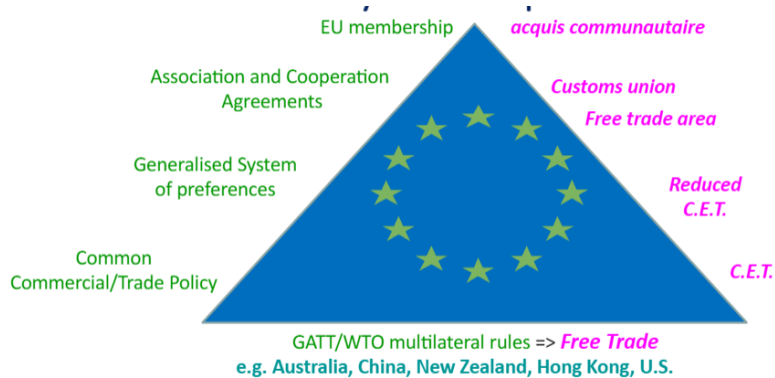 EU membership
acquis communautaire
Association and Cooperation
Agreements
Customs union
Free trade area
Generalised System
of preferences
Reduced
C.E.T.
Common
Commercial/Trade Policy
C.E.T.
GATT/WTO multilateral rules => Free Trade
e.g. Australia, China, New Zealand, Hong Kong, U.S.